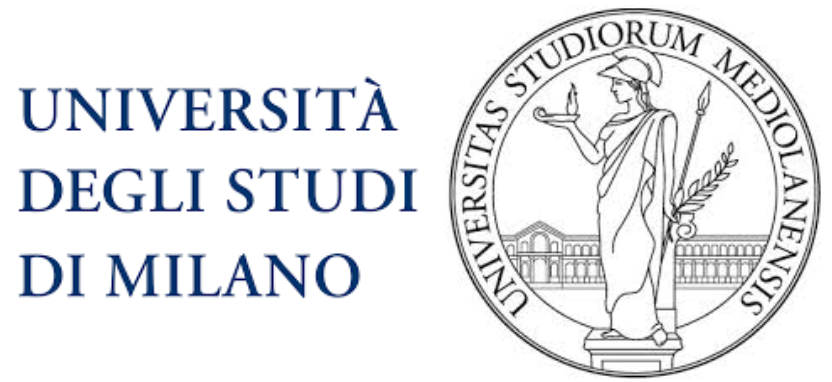 UNIVERSITÀ
DEGLI STUDI
DI MILANO
UNIVERSITAS STUDIORUM MEDIOLANENSIS